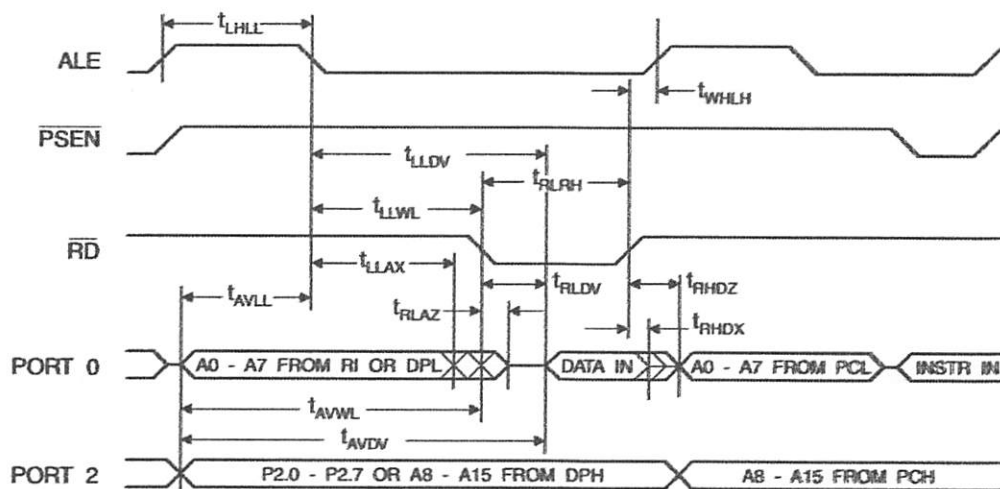 tLHLL
ALE
tWHLH
PSEN
tLLDV
tRLRH
tLLWL
RD
tLLAX
tRLDV
tRHDZ
tAVLL
tRLAZ
tRHDX
PORT 0
A0 - A7 FROM RI OR DPL
DATA IN
A0 - A7 FROM PCL
INSTR IN
tAVWL
tAVDV
PORT 2
P2.0 - P2.7 OR A8 - A15 FROM DPH
A8 - A15 FROM PCH